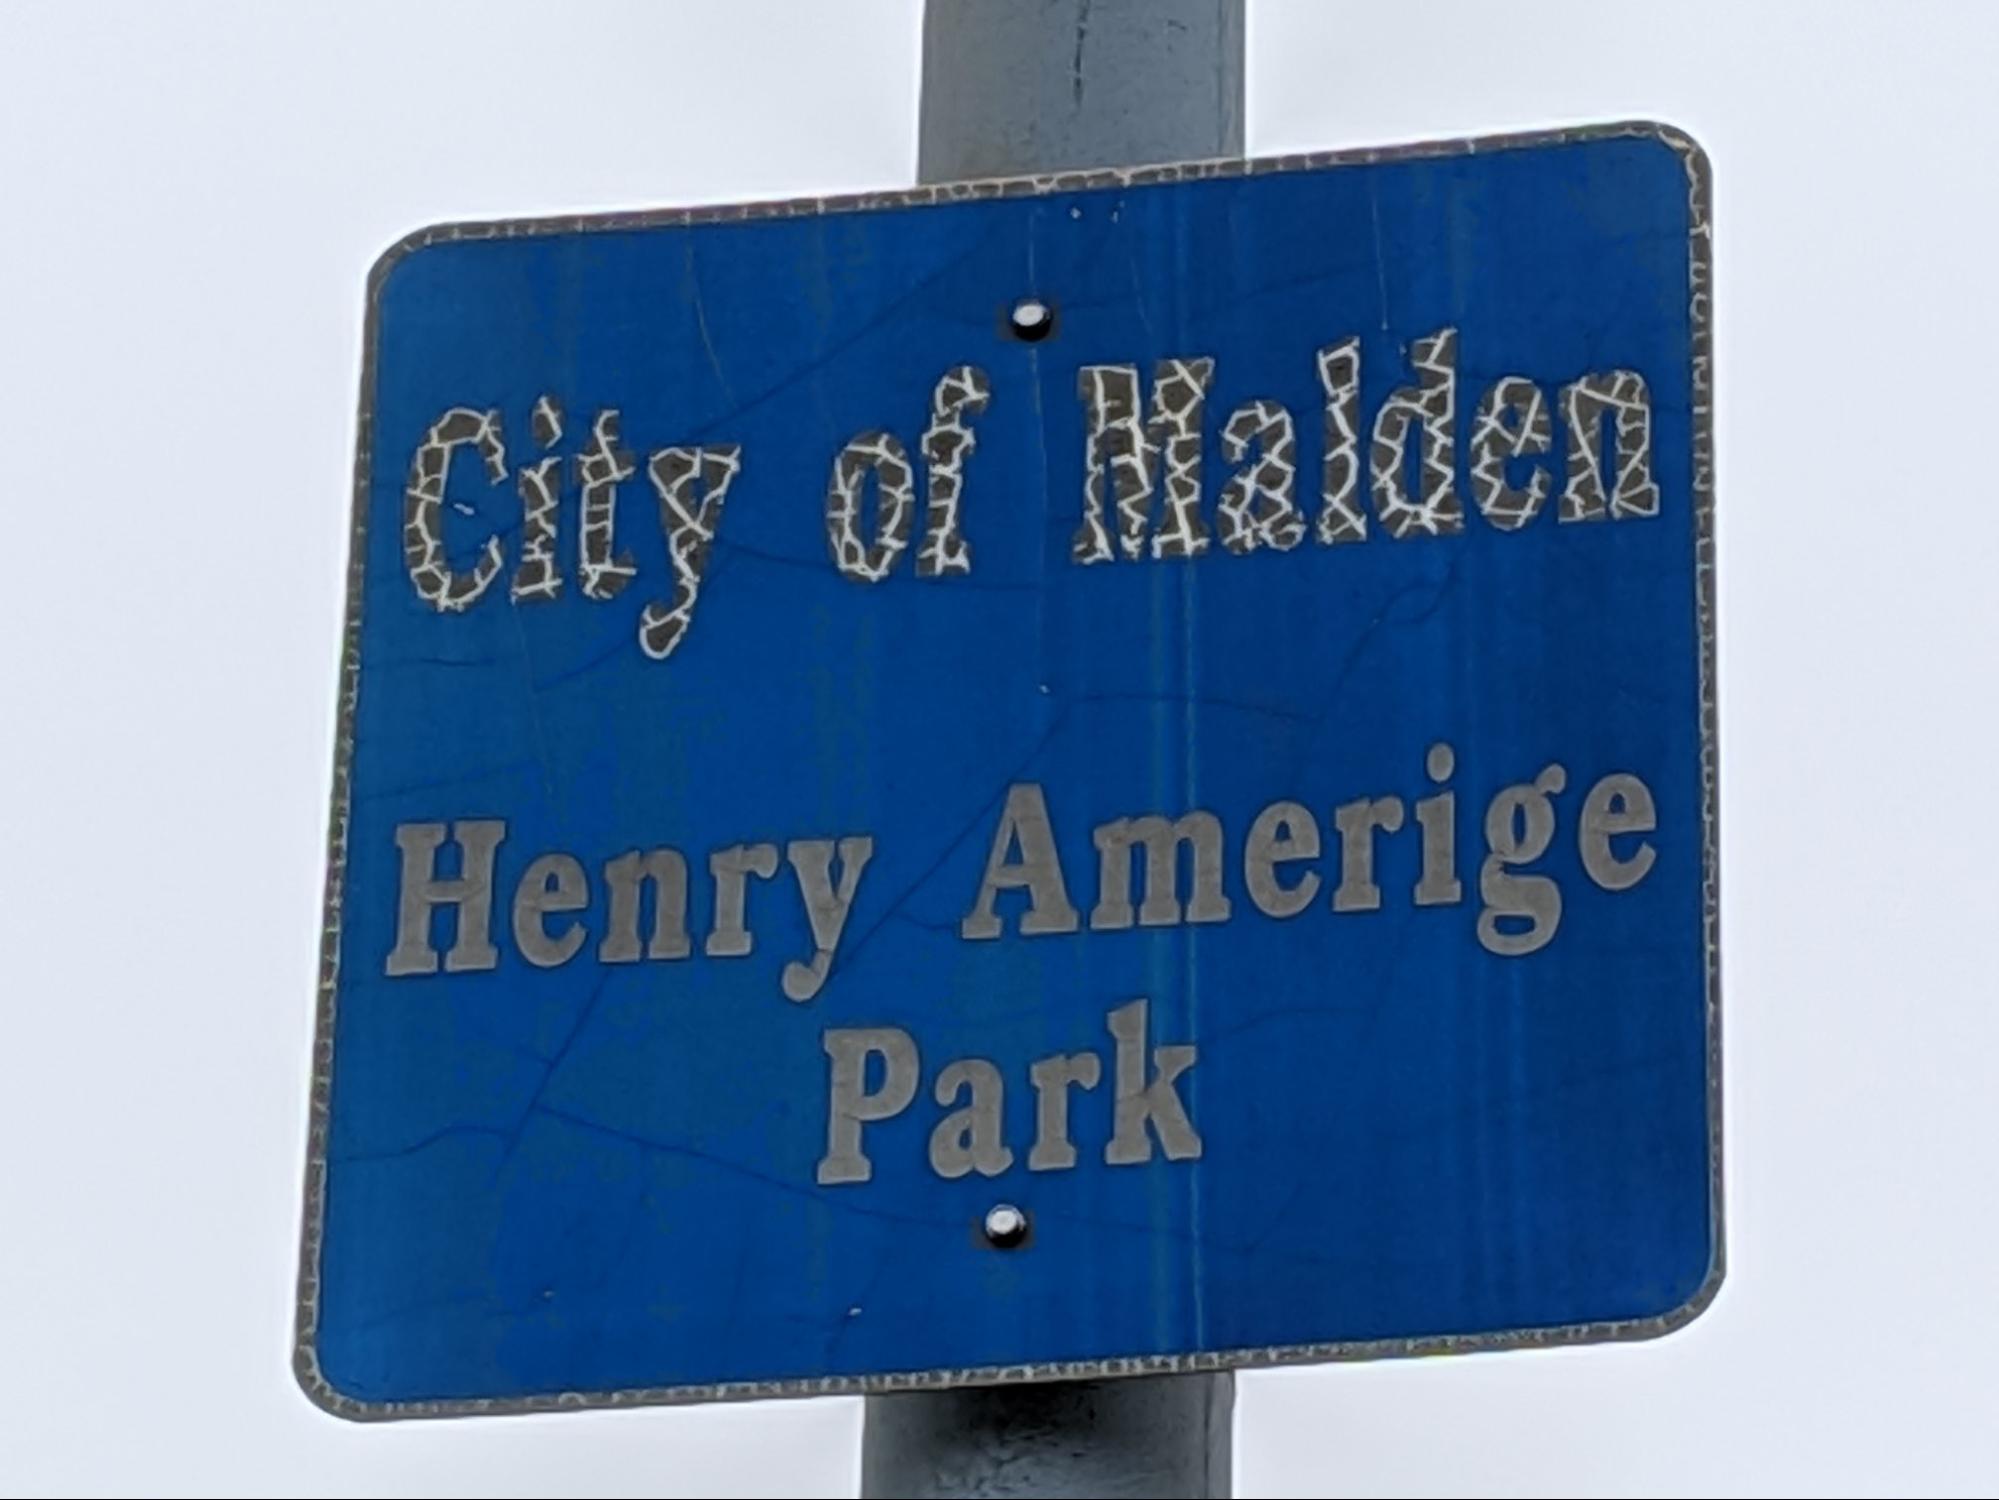 City of Malden
Henry Amerige
Park